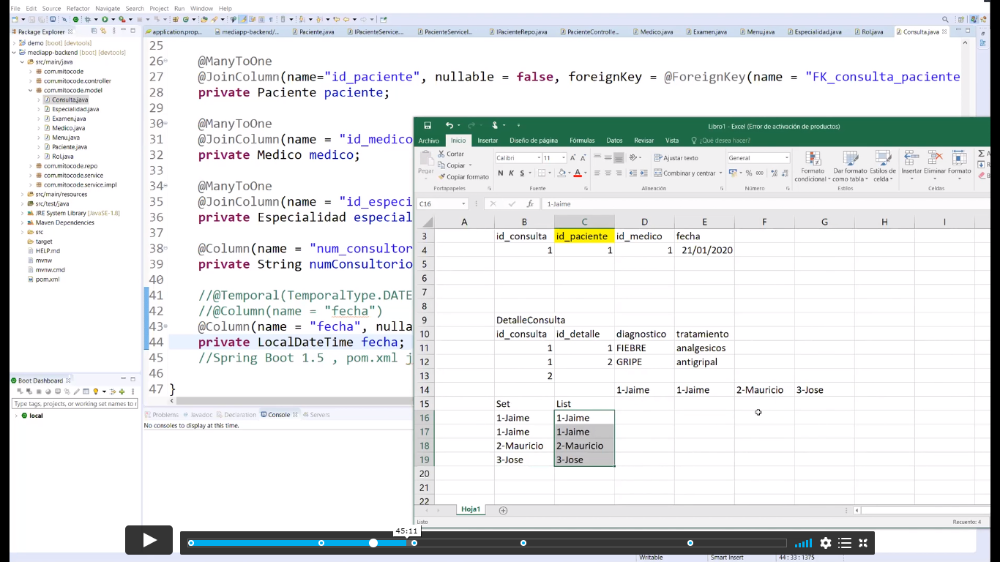 File Edit Source Refactor Navigate Search Project Run Window Help
Package Explorer
application.prop...
mediapp-backend/...
Paciente.java
IPacienteService....
PacienteServiceI...
IPacienteRepo.java
PacienteControlle...
Medico.java
Examen.java
Menu.java
Especialidad.java
Rol.java
Consulta.java
demo [boot] [devtools]
mediapp-backend [boot] [devtools]
src/main/java
com.mitocode
com.mitocode.controller
com.mitocode.model
Consulta.java
Especialidad.java
Examen.java
Medico.java
Menu.java
Paciente.java
Rol.java
com.mitocode.repo
com.mitocode.service
com.mitocode.service.impl
src/main/resources
src/test/java
JRE System Library [JavaSE-1.8]
Maven Dependencies
src
target
HELP.md
mvnw
mvnw.cmd
pom.xml
Boot Dashboard
Type tags, projects, or working set names to
local
25
26 @ManyToOne
27 @JoinColumn(name="id_paciente", nullable = false, foreignKey = @ForeignKey(name = "FK_consulta_paciente
28 private Paciente paciente;
29
30 @ManyToOne
31 @JoinColumn(name = "id_medico
32 private Medico medico;
33
34 @ManyToOne
35 @JoinColumn(name = "id_especi
36 private Especialidad especial
37
38 @Column(name = "num_consultor
39 private String numConsultorio
40
41 //@Temporal(TemporalType.DATE
42 //@Column(name = "fecha")
43 @Column(name = "fecha", nulla
44 private LocalDateTime fecha;
45 //Spring Boot 1.5 , pom.xml j
46
47 }
Problems Javadoc Declaration Console Servers
No consoles to display at this time.
Libro1 - Excel (Error de activación de productos)
Archivo Inicio Insertar Diseño de página Fórmulas Datos Revisar Vista ¿Qué desea hacer?
Pegar
Cortar
Copiar
Copiar formato
Portapapeles
Calibri 11
N K S
Fuente
Ajustar texto
Combinar y centrar
Alineación
General
% 000
Número
Formato condicional
Dar formato como tabla
Estilos de celda
Estilos
Insertar Eliminar Formato
Celdas
C16 fx 1-Jaime
A B C D E F G H I
3 id_consulta id_paciente id_medico fecha
4 1 1 1 21/01/2020
5
6
7
8
9 DetalleConsulta
10 id_consulta id_detalle diagnostico tratamiento
11 1 1 FIEBRE analgesicos
12 1 2 GRIPE antigripal
13 2
14 1-Jaime 1-Jaime 2-Mauricio 3-Jose
15 Set List
16 1-Jaime 1-Jaime
17 1-Jaime 1-Jaime
18 2-Mauricio 2-Mauricio
19 3-Jose 3-Jose
20
21
22
Hoja1
Listo Recuento: 4
45:11
Writable Smart Insert 44 : 33 : 1375